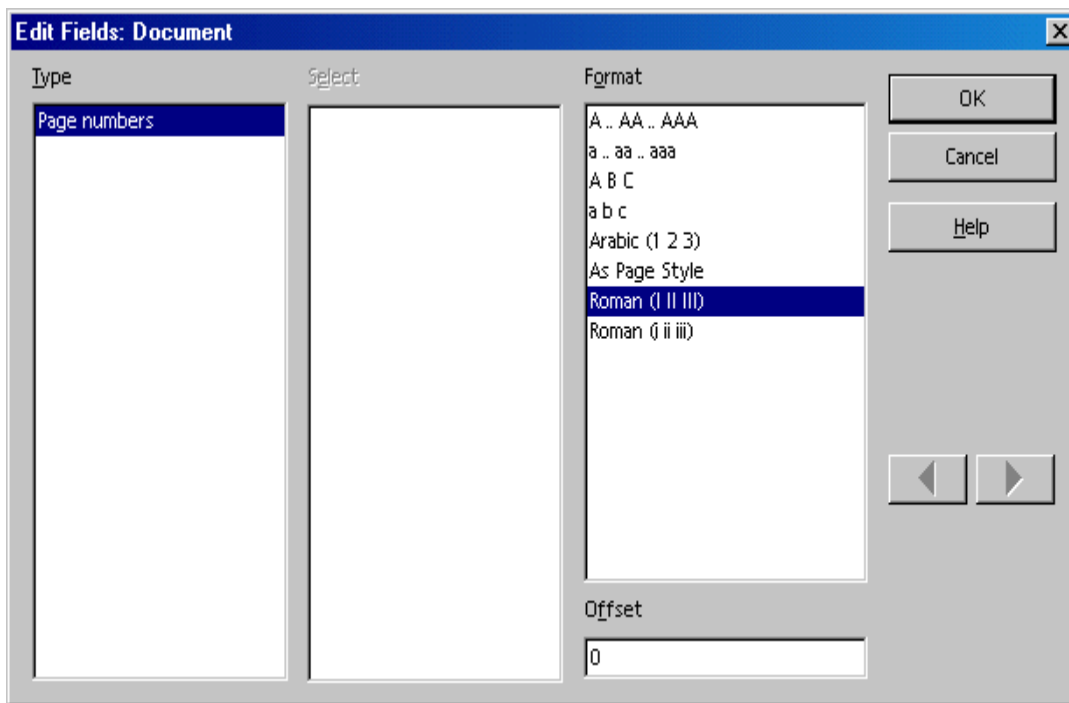 Edit Fields: Document
Type
Select
Format
Page numbers
A .. AA .. AAA
a .. aa .. aaa
A B C
a b c
Arabic (1 2 3)
As Page Style
Roman (I II III)
Roman (i ii iii)
Offset
0
OK
Cancel
Help